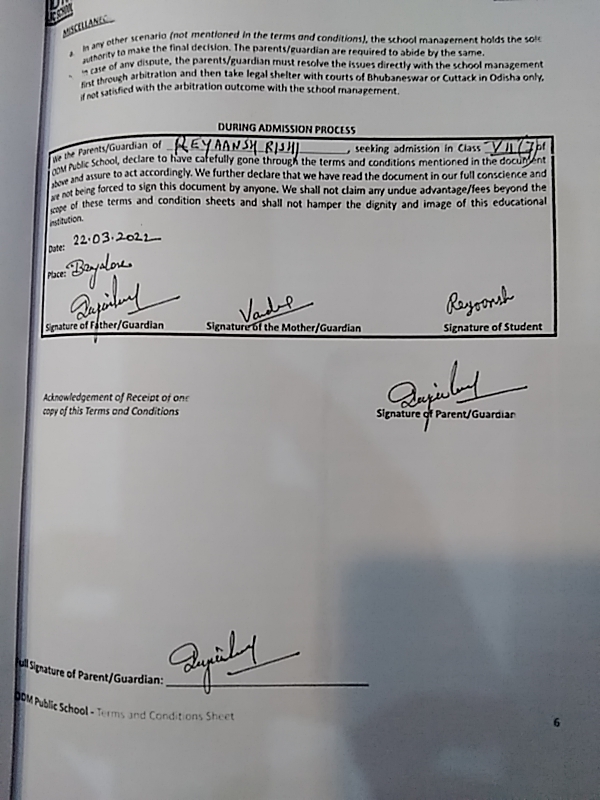 SCHOOL
MISCELLANEO
In any other scenario (not mentioned in the terms and conditions), the school management holds the sole
authority to make the final decision. The parents/guardian are required to abide by the same.
In case of any dispute, the parents/guardian must resolve the issues directly with the school management
first through arbitration and then take legal shelter with courts of Bhubaneswar or Cuttack in Odisha only,
if not satisfied with the arbitration outcome with the school management.
DURING ADMISSION PROCESS
We the Parents/Guardian of REYAANSH RISHI, seeking admission in Class VII (7) of
ODM Public School, declare to have carefully gone through the terms and conditions mentioned in the document
above and assure to act accordingly. We further declare that we have read the document in our full conscience and
are not being forced to sign this document by anyone. We shall not claim any undue advantage/fees beyond the
scope of these terms and condition sheets and shall not hamper the dignity and image of this educational
institution.
Date: 22.03.2022
Place: Bangalore
Reyaansh
Signature of Father/Guardian Signature of the Mother/Guardian Signature of Student
Acknowledgement of Receipt of one
copy of this Terms and Conditions
Signature of Parent/Guardian
Full Signature of Parent/Guardian:
ODM Public School - Terms and Conditions Sheet
6